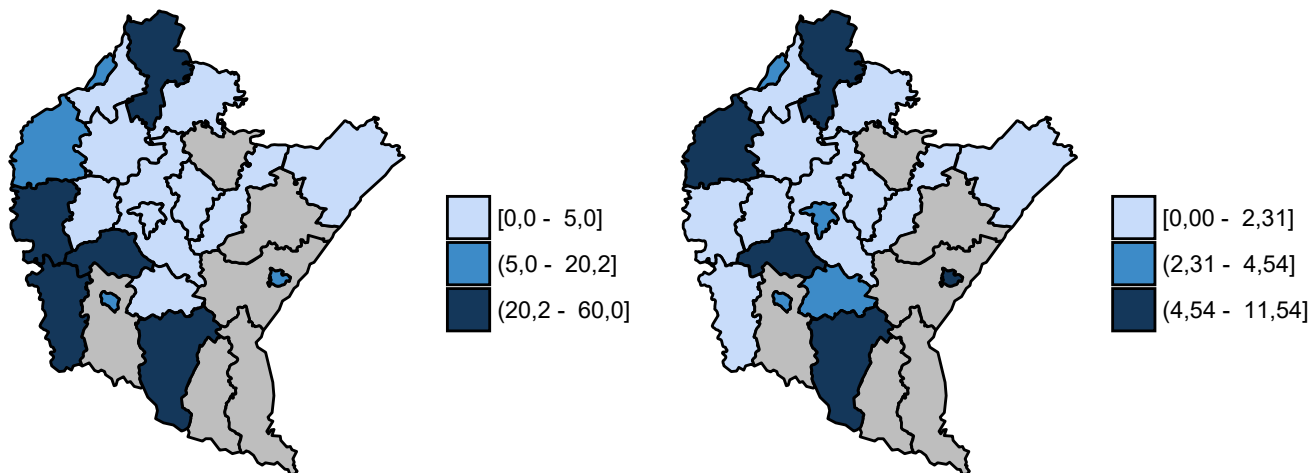 [0,0 - 5,0]
(5,0 - 20,2]
(20,2 - 60,0]
[0,00 - 2,31]
(2,31 - 4,54]
(4,54 - 11,54]